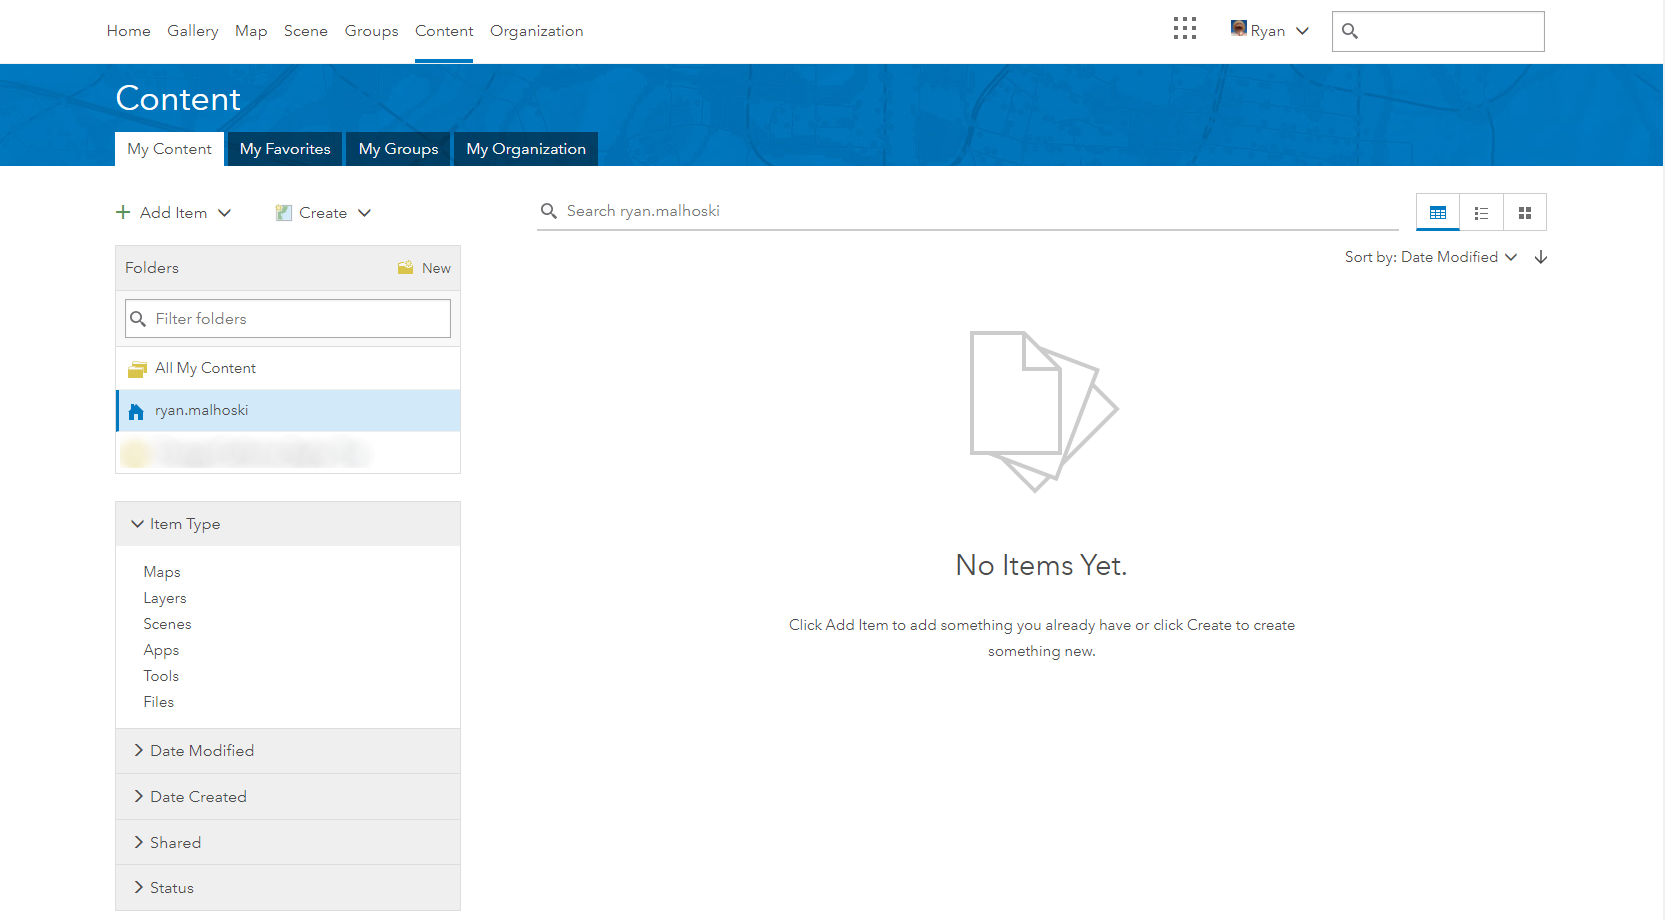 Home Gallery Map Scene Groups Content Organization
Ryan
Content
My Content My Favorites My Groups My Organization
Add Item Create
Search ryan.malhoski
Sort by: Date Modified
Folders New
Filter folders
All My Content
ryan.malhoski
Item Type
Maps
Layers
Scenes
Apps
Tools
Files
Date Modified
Date Created
Shared
Status
No Items Yet.
Click Add Item to add something you already have or click Create to create
something new.